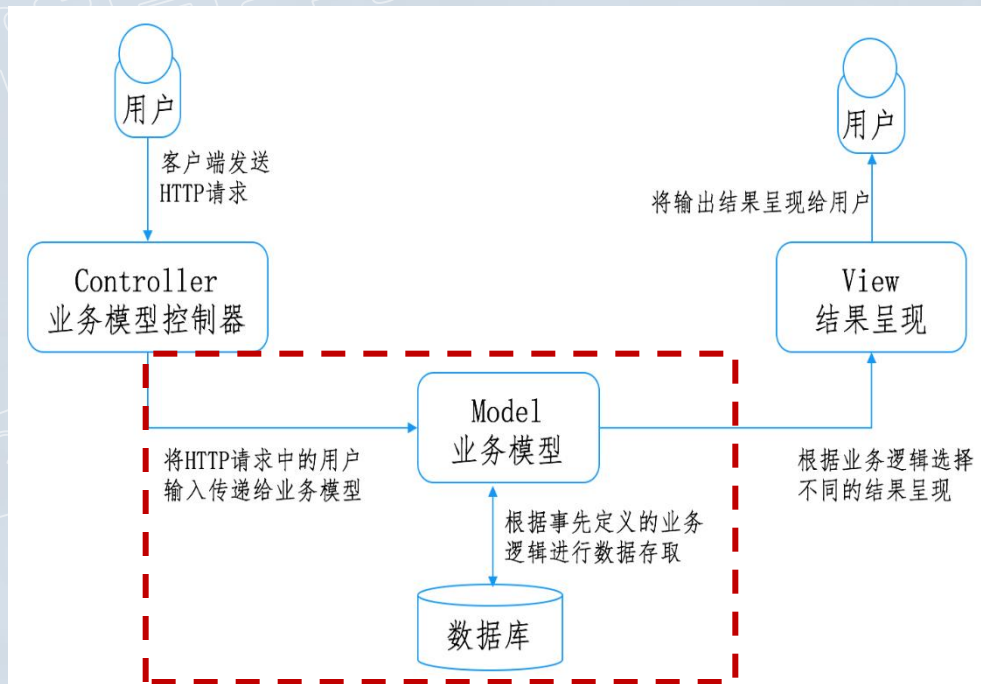 用户
客户端发送
HTTP请求
Controller
业务模型控制器
将HTTP请求中的用户
输入传递给业务模型
Model
业务模型
根据事先定义的业务
逻辑进行数据存取
数据库
根据业务逻辑选择
不同的结果呈现
View
结果呈现
将输出结果呈现给用户
用户